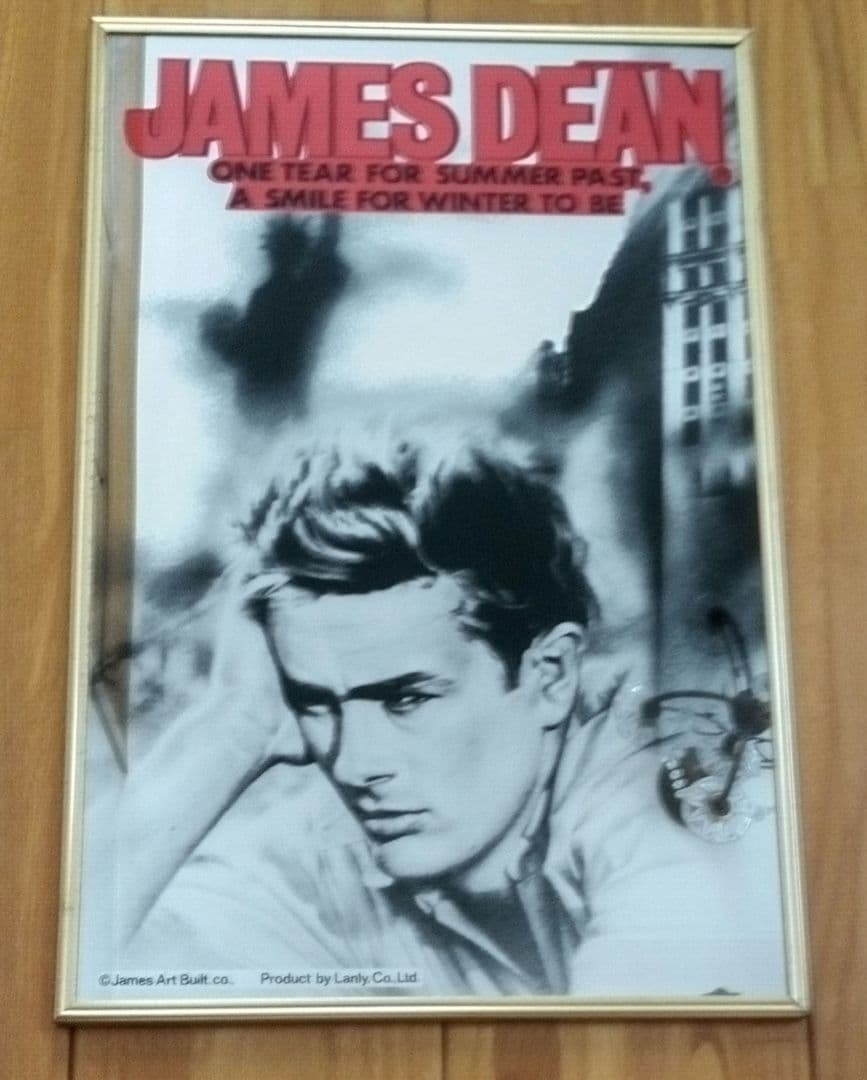 JAMES DEAN
ONE TEAR FOR SUMMER PAST,
A SMILE FOR WINTER TO BE
©James Art Built.co. Product by Lanly.Co.,Ltd.